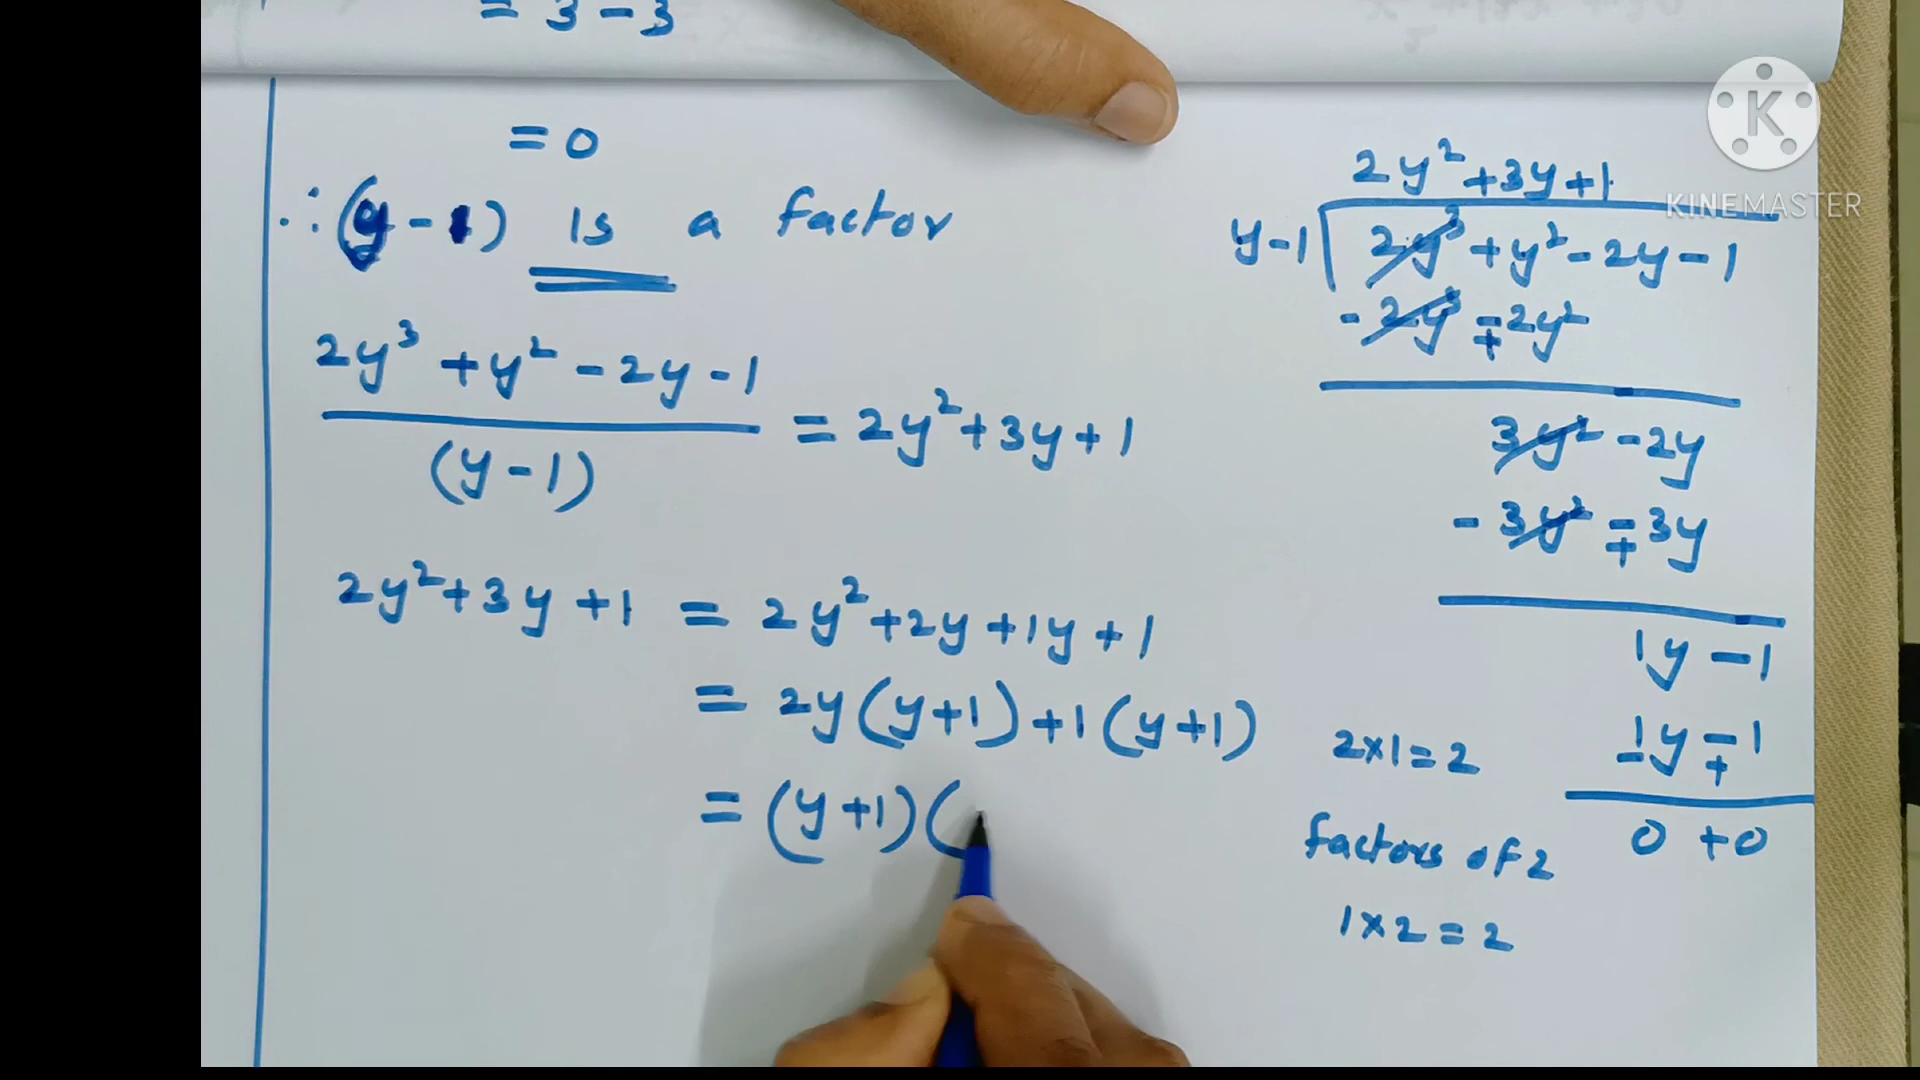 = 3 - 3
= 0
∴ (y - 1) is a factor
2y³ + y² - 2y - 1
(y - 1)
= 2y² + 3y + 1
2y² + 3y + 1 = 2y² + 2y + 1y + 1
= 2y (y + 1) + 1 (y + 1)
= (y + 1) (
K
KINEMASTER
2y² + 3y + 1
y - 1 2y³ + y² - 2y - 1
- 2y³ ∓ 2y²
3y² - 2y
- 3y² ∓ 3y
1y - 1
1y - 1
- +
0 + 0
2 × 1 = 2
factors of 2
1 × 2 = 2